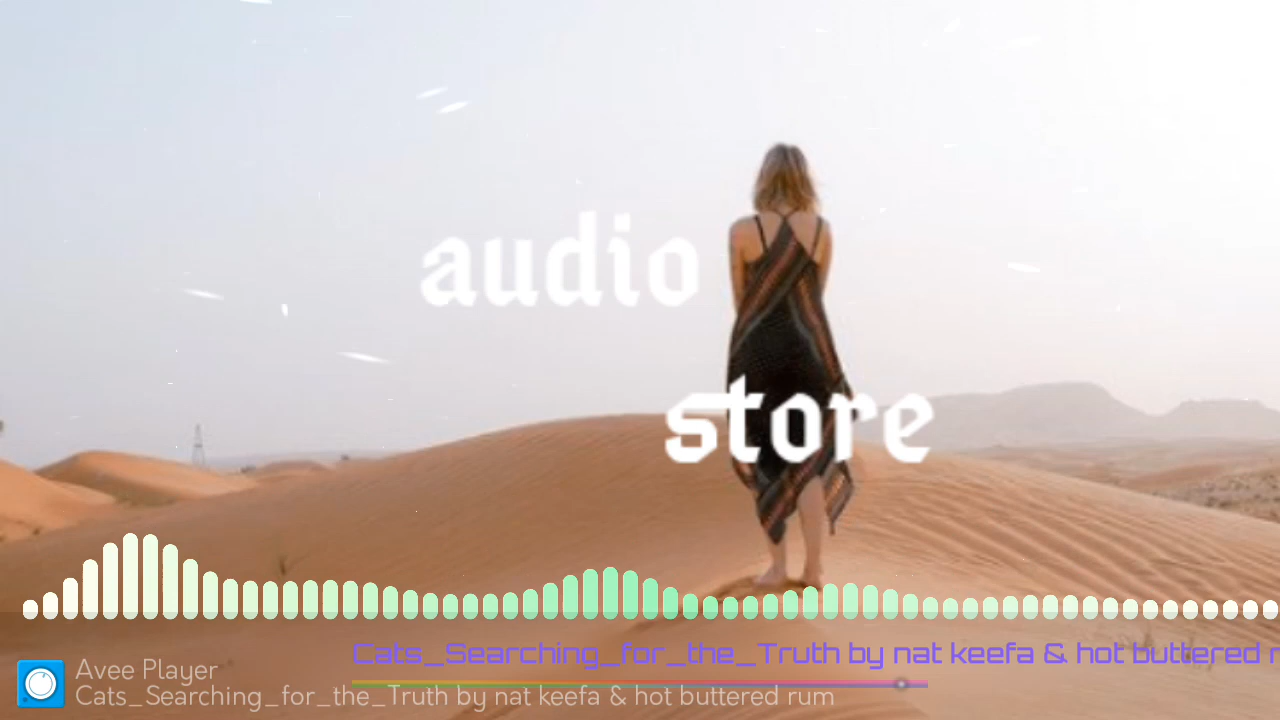 audio
store
Cats_Searching_for_the_Truth by nat keefa & hot buttered r
Avee Player
Cats_Searching_for_the_Truth by nat keefa & hot buttered rum